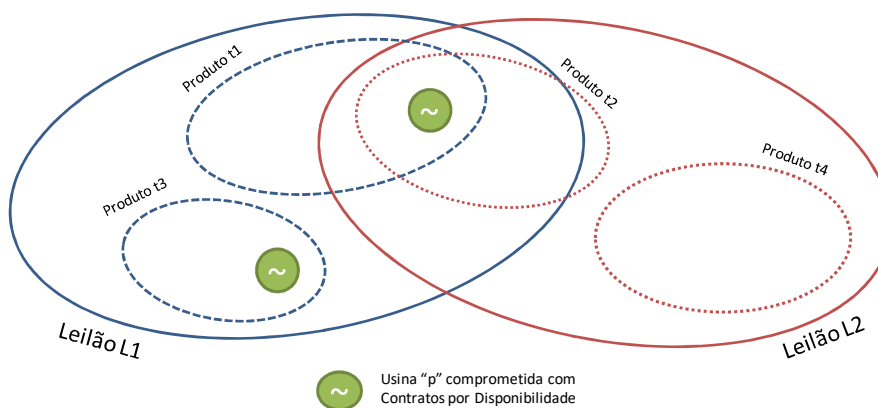 Produto t1
Produto t2
Produto t3
Produto t4
~
~
Leilão L1
Leilão L2
~
Usina “p” comprometida com
Contratos por Disponibilidade